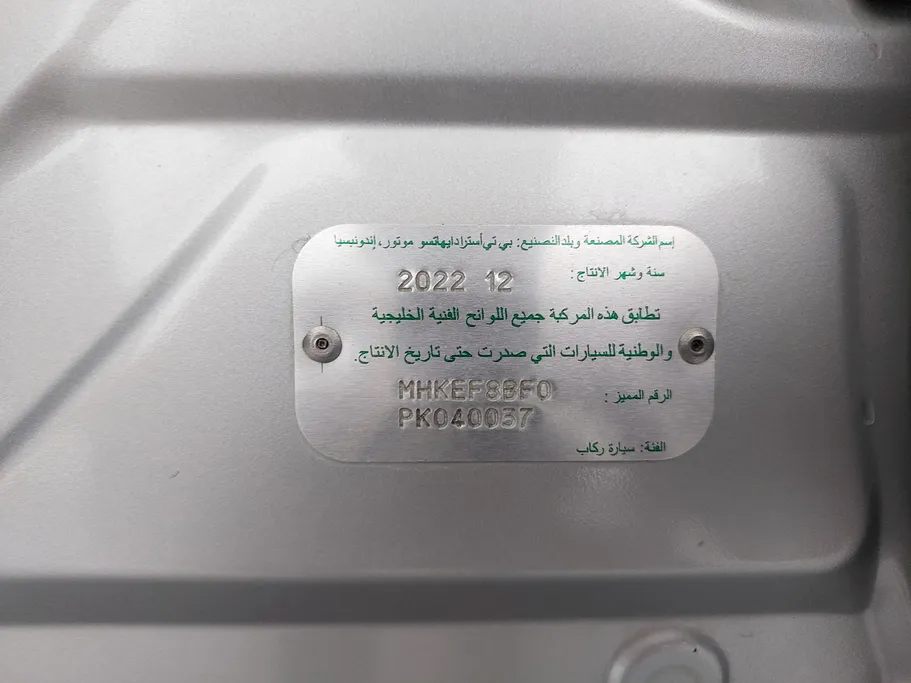 إسم الشركة المصنعة وبلد التصنيع: بي تي أسترا دايهاتسو موتور، إندونيسيا
سنة وشهر الانتاج: 2022 12
تطابق هذه المركبة جميع اللوائح الفنية الخليجية
والوطنية للسيارات التي صدرت حتى تاريخ الانتاج.
الرقم المميز : MHKEF8BF0
PK040037
الفئة: سيارة ركاب